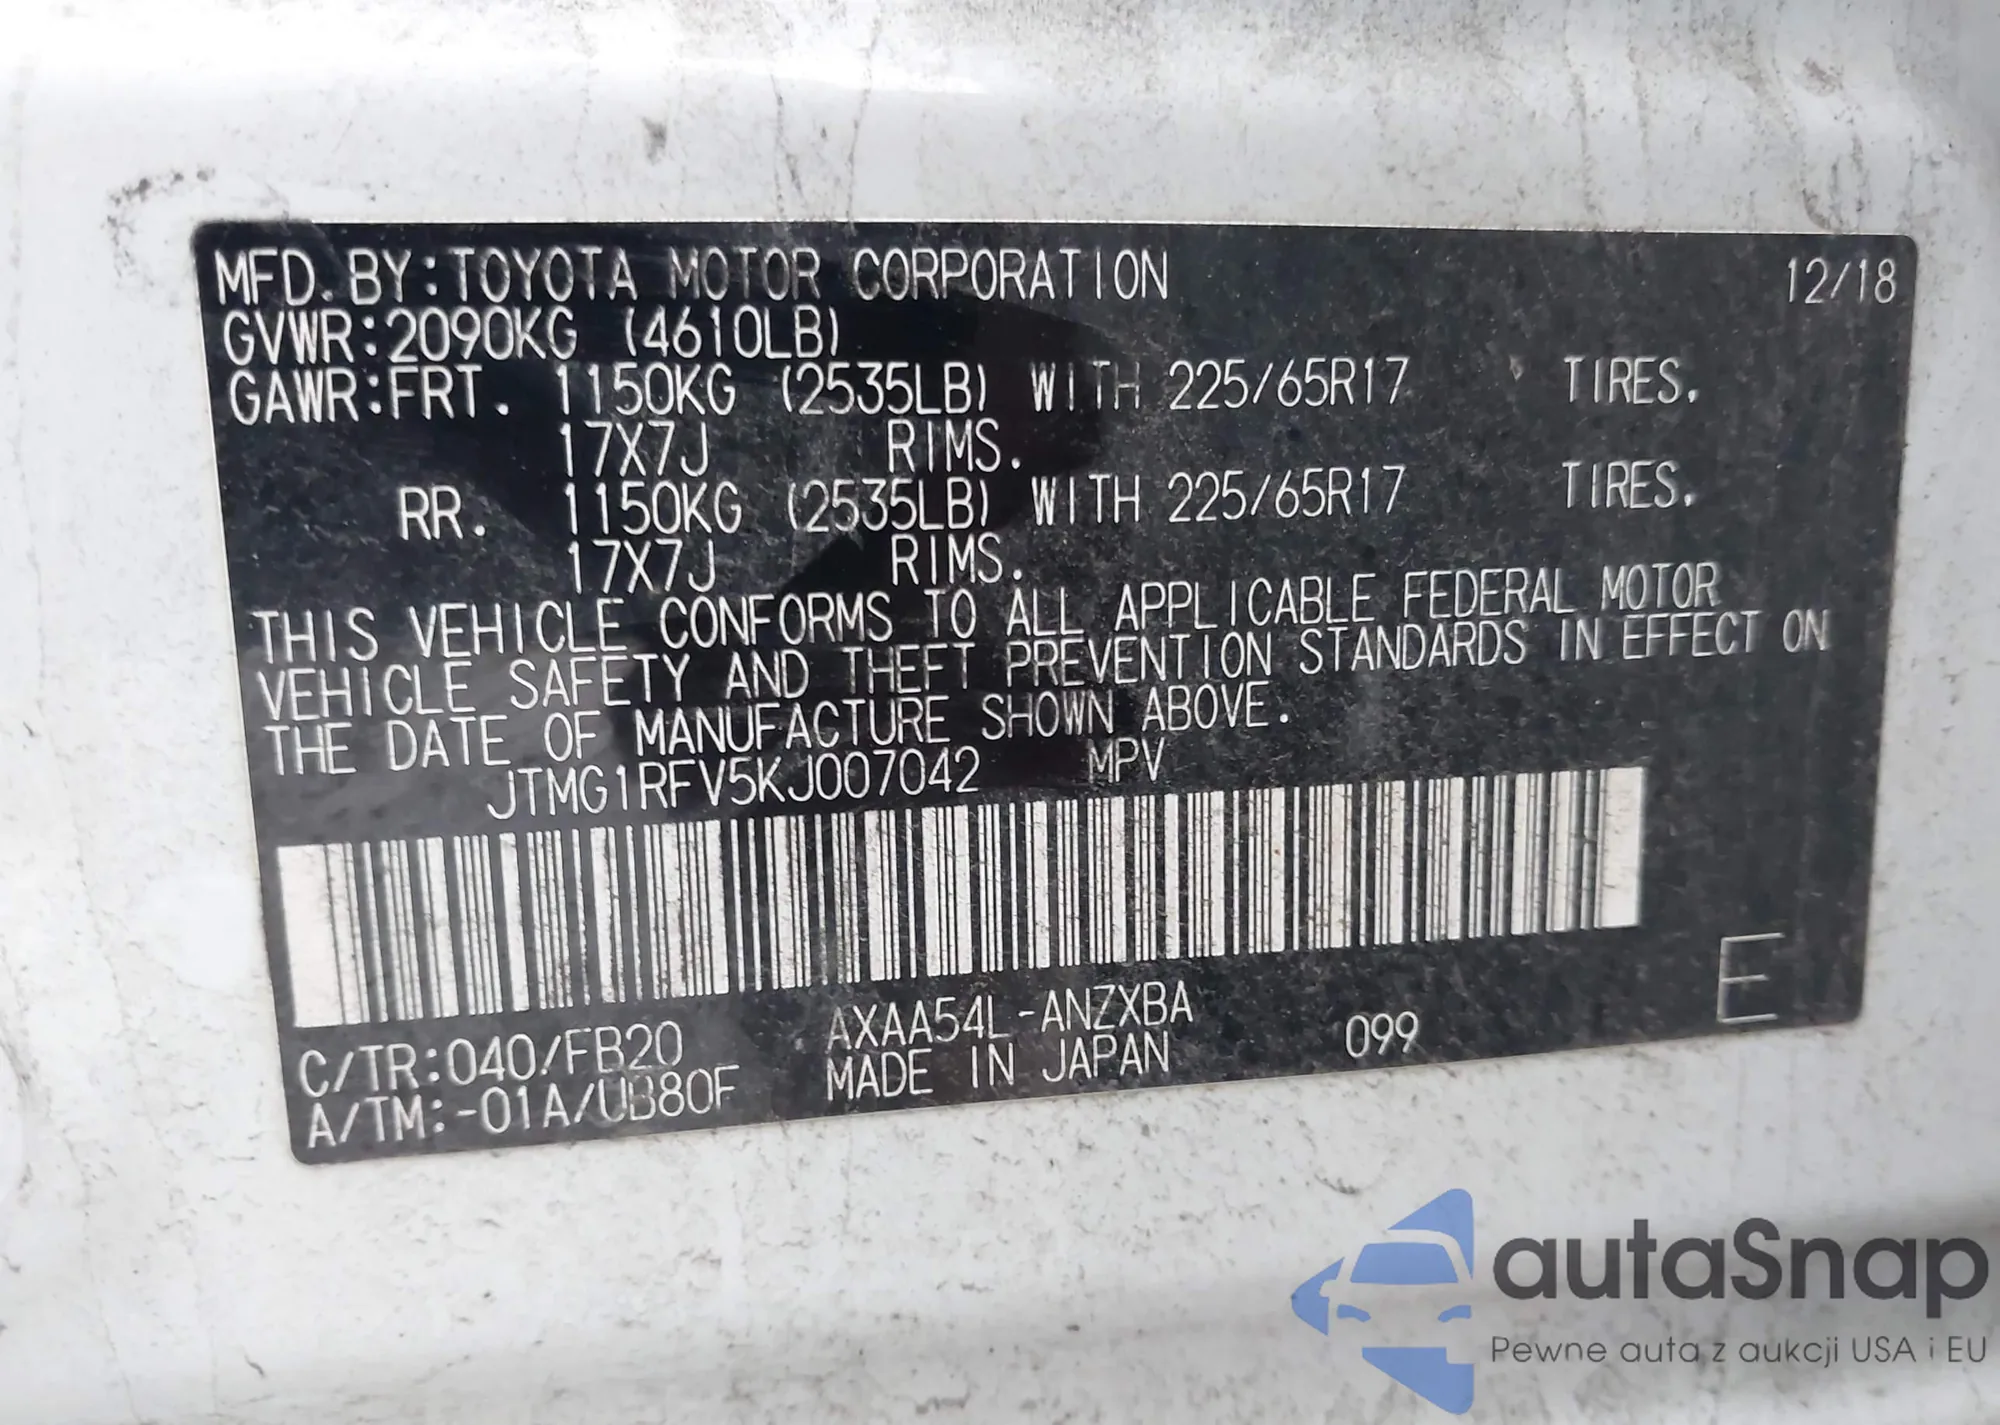 MFD. BY:TOYOTA MOTOR CORPORATION 12/18
GVWR:2090KG (4610LB)
GAWR:FRT. 1150KG (2535LB) WITH 225/65R17 TIRES,
17X7J RIMS.
RR. 1150KG (2535LB) WITH 225/65R17 TIRES,
17X7J RIMS.
THIS VEHICLE CONFORMS TO ALL APPLICABLE FEDERAL MOTOR
VEHICLE SAFETY AND THEFT PREVENTION STANDARDS IN EFFECT ON
THE DATE OF MANUFACTURE SHOWN ABOVE.
JTMG1RFV5KJ007042 MPV
C/TR:040/FB20 AXAA54L-ANZXBA 099 E
A/TM:-01A/UB80F MADE IN JAPAN
autaSnap
Pewne auta z aukcji USA i EU